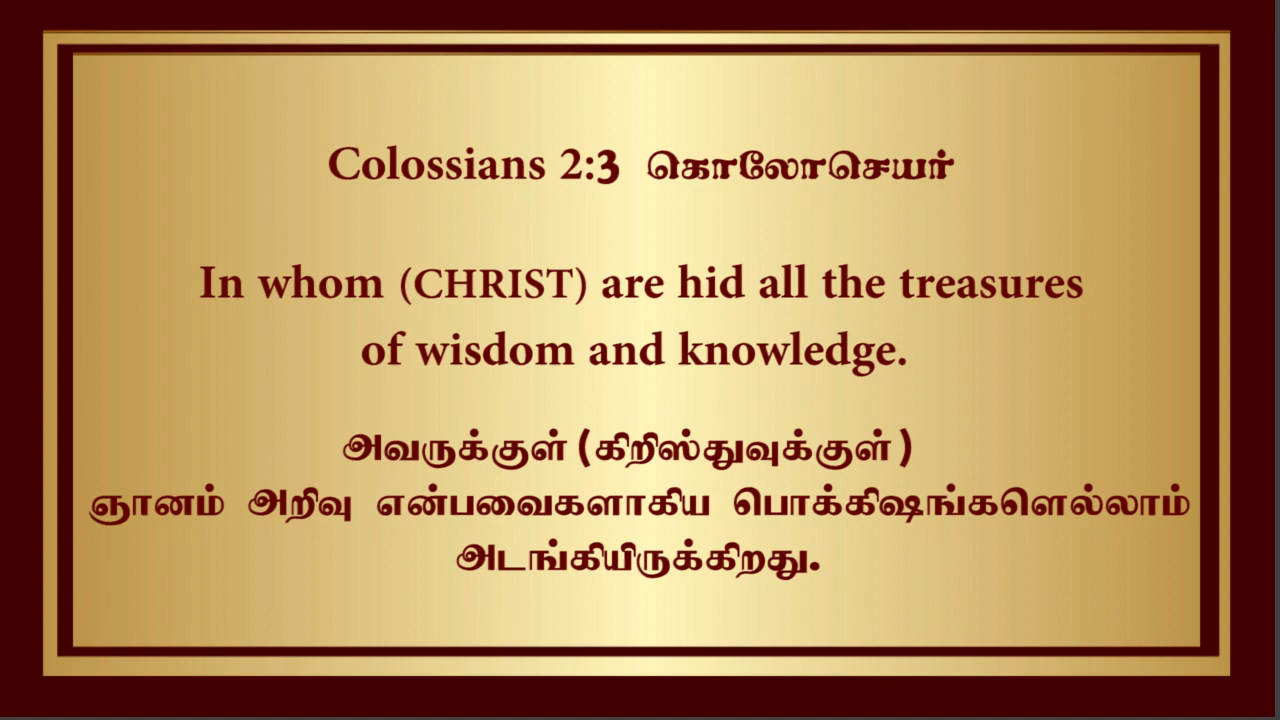 Colossians 2:3 கொலோசெயர்
In whom (CHRIST) are hid all the treasures
of wisdom and knowledge.
அவருக்குள் (கிறிஸ்துவுக்குள் )
ஞானம் அறிவு என்பவைகளாகிய பொக்கிஷங்களெல்லாம்
அடங்கியிருக்கிறது.